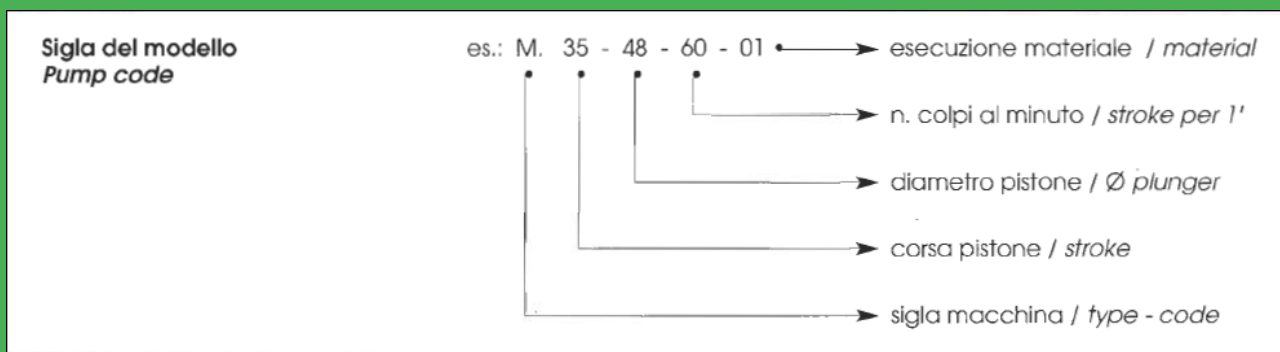 Sigla del modello
Pump code
es.: M. 35 - 48 - 60 - 01
esecuzione materiale / material
n. colpi al minuto / stroke per 1'
diametro pistone / Ø plunger
corsa pistone / stroke
sigla macchina / type - code